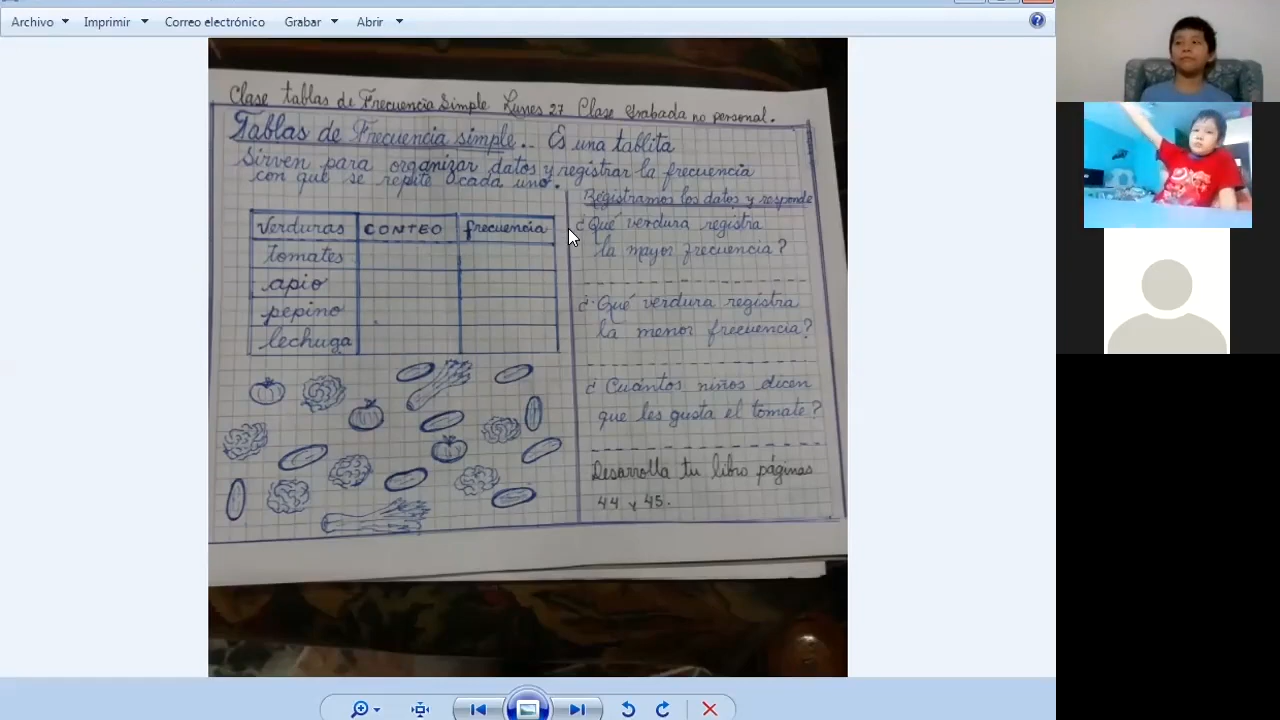 Archivo Imprimir Correo electrónico Grabar Abrir
Clase tablas de Frecuencia Simple Lunes 27 Clase grabada no personal.
Tablas de Frecuencia simple.. Es una tablita
Sirven para organizar datos y registrar la frecuencia
con que se repite cada uno.
Verduras CONTEO frecuencia
tomates
apio
pepino
lechuga
Registramos los datos y responde
¿Qué verdura registra
la mayor frecuencia?
¿Qué verdura registra
la menor frecuencia?
¿Cuántos niños dicen
que les gusta el tomate?
Desarrolla tu libro páginas
44 y 45.